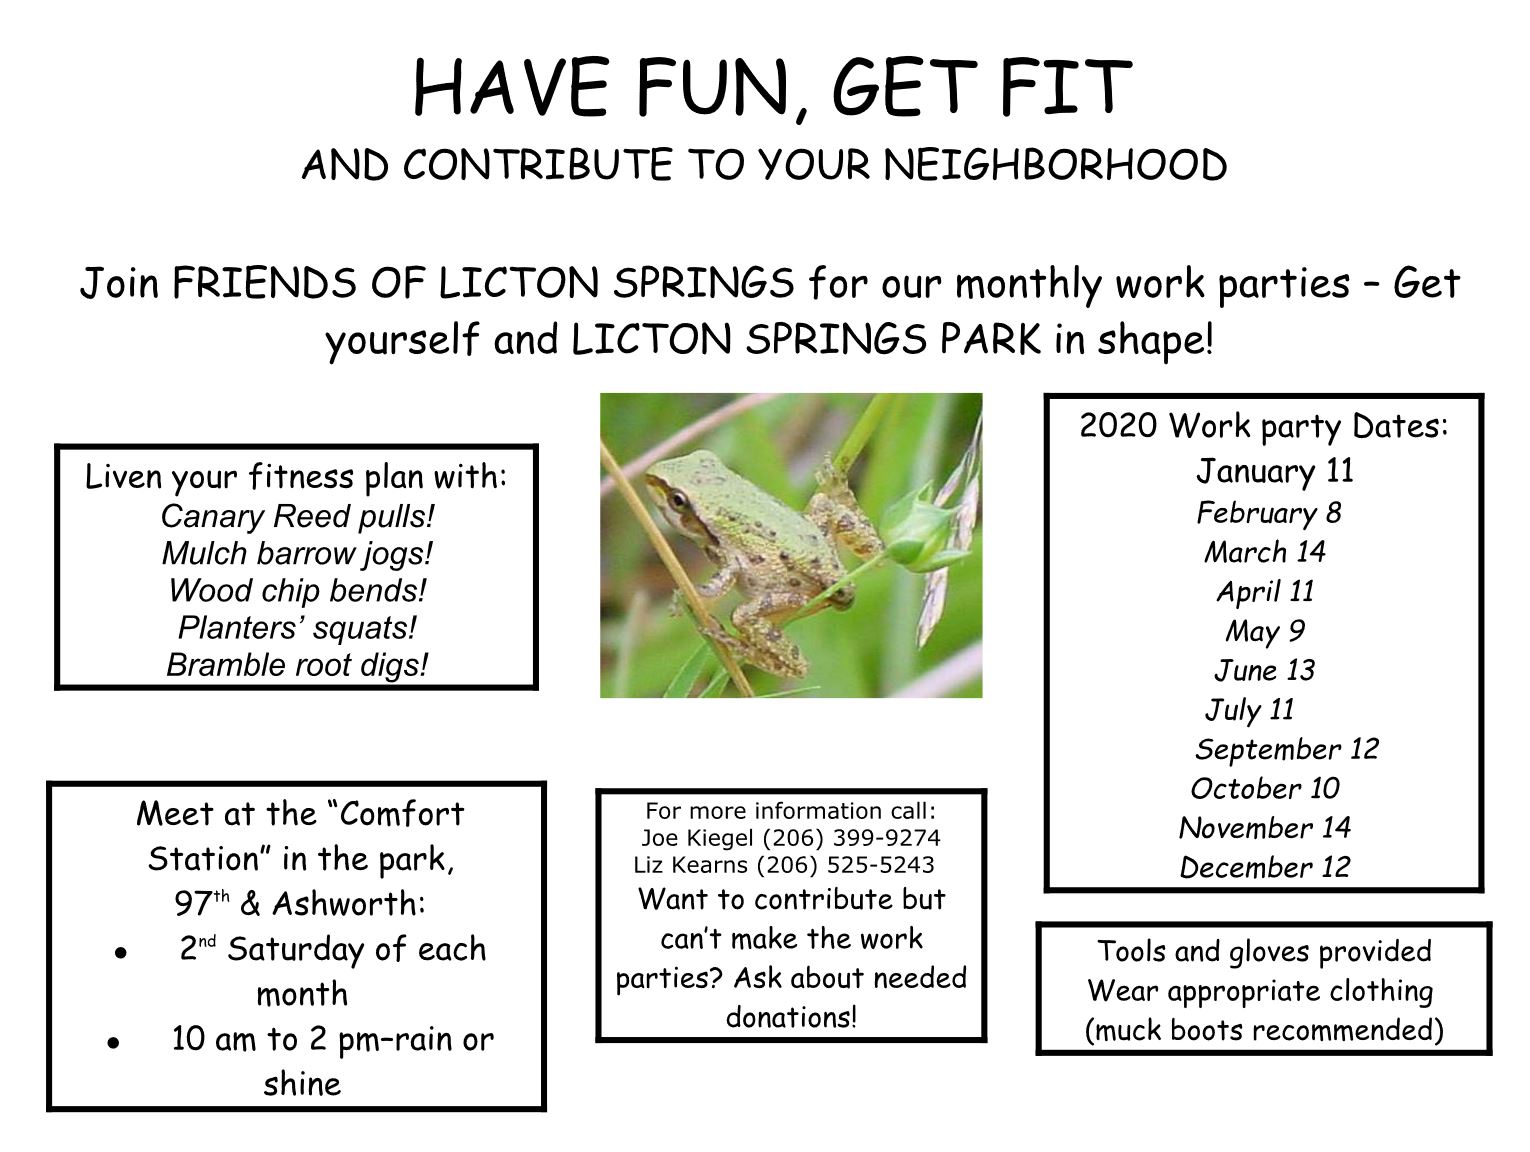 HAVE FUN, GET FIT
AND CONTRIBUTE TO YOUR NEIGHBORHOOD
Join FRIENDS OF LICTON SPRINGS for our monthly work parties – Get
yourself and LICTON SPRINGS PARK in shape!
Liven your fitness plan with:
Canary Reed pulls!
Mulch barrow jogs!
Wood chip bends!
Planters’ squats!
Bramble root digs!
2020 Work party Dates:
January 11
February 8
March 14
April 11
May 9
June 13
July 11
September 12
October 10
November 14
December 12
Meet at the “Comfort
Station” in the park,
97th & Ashworth:
• 2nd Saturday of each
month
• 10 am to 2 pm–rain or
shine
For more information call:
Joe Kiegel (206) 399-9274
Liz Kearns (206) 525-5243
Want to contribute but
can’t make the work
parties? Ask about needed
donations!
Tools and gloves provided
Wear appropriate clothing
(muck boots recommended)